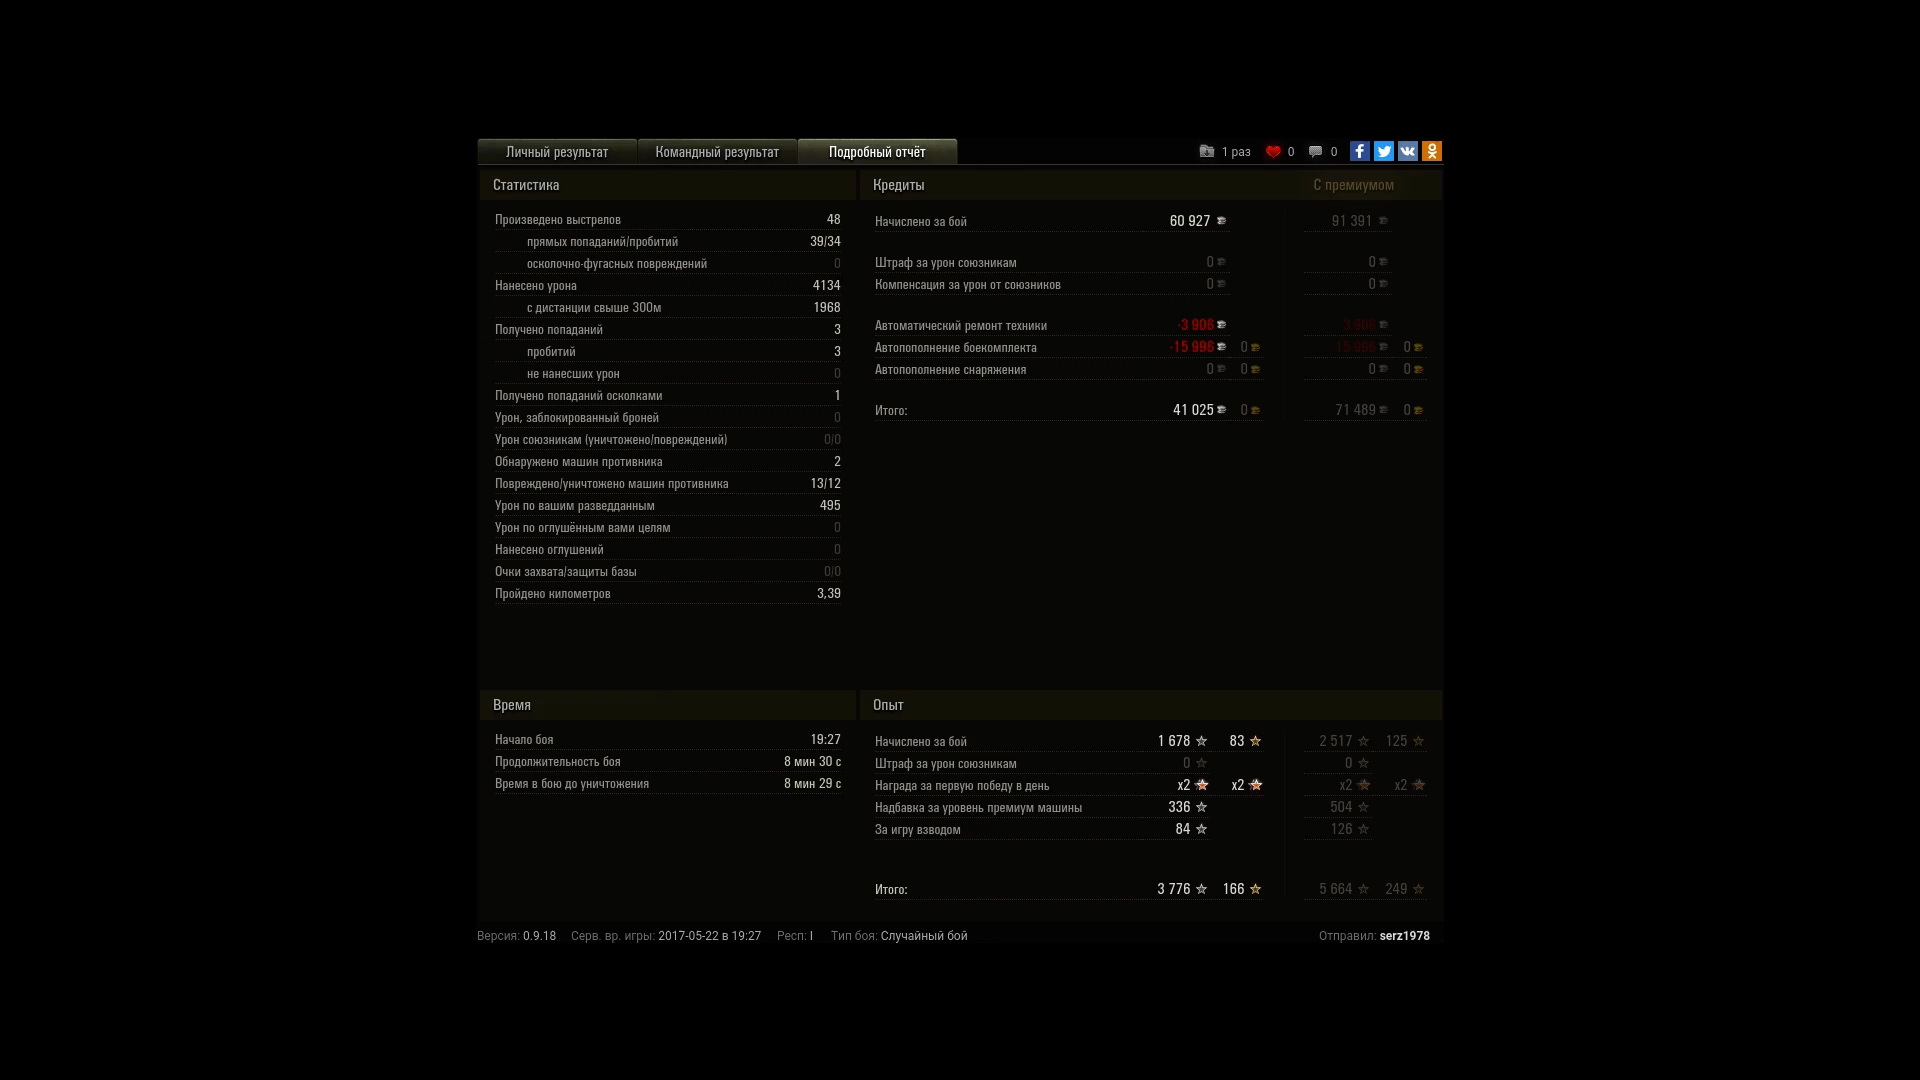 Личный результат Командный результат Подробный отчёт 1 раз 0 0
Статистика
Произведено выстрелов 48
прямых попаданий/пробитий 39/34
осколочно-фугасных повреждений 0
Нанесено урона 4134
с дистанции свыше 300м 1968
Получено попаданий 3
пробитий 3
не нанесших урон 0
Получено попаданий осколками 1
Урон, заблокированный броней 0
Урон союзникам (уничтожено/повреждений) 0/0
Обнаружено машин противника 2
Повреждено/уничтожено машин противника 13/12
Урон по вашим разведданным 495
Урон по оглушённым вами целям 0
Нанесено оглушений 0
Очки захвата/защиты базы 0/0
Пройдено километров 3,39
Кредиты С премиумом
Начислено за бой 60 927 91 391
Штраф за урон союзникам 0 0
Компенсация за урон от союзников 0 0
Автоматический ремонт техники -3 906 -3 906
Автопополнение боекомплекта -15 996 0 -15 996 0
Автопополнение снаряжения 0 0 0 0
Итого: 41 025 0 71 489 0
Время
Начало боя 19:27
Продолжительность боя 8 мин 30 с
Время в бою до уничтожения 8 мин 29 с
Опыт
Начислено за бой 1 678 83 2 517 125
Штраф за урон союзникам 0 0
Награда за первую победу в день x2 x2 x2 x2
Надбавка за уровень премиум машины 336 504
За игру взводом 84 126
Итого: 3 776 166 5 664 249
Версия: 0.9.18 Серв. вр. игры: 2017-05-22 в 19:27 Респ: I Тип боя: Случайный бой Отправил: serz1978